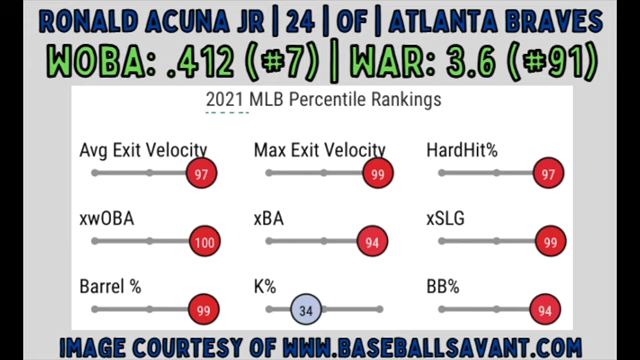 RONALD ACUNA JR | 24 | OF | ATLANTA BRAVES
WOBA: .412 (#7) | WAR: 3.6 (#91)
2021 MLB Percentile Rankings
Avg Exit Velocity Max Exit Velocity HardHit%
97 99 97
xwOBA xBA xSLG
100 94 99
Barrel % K% BB%
99 34 94
IMAGE COURTESY OF WWW.BASEBALLSAVANT.COM